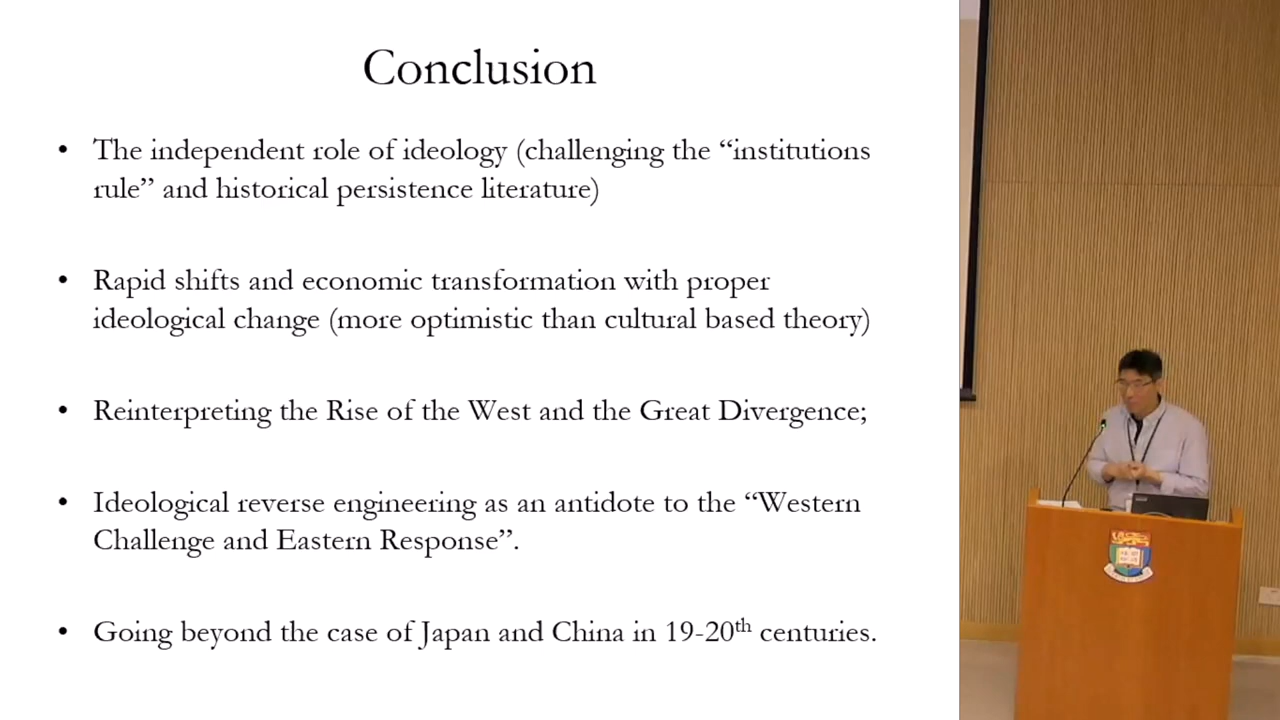 Conclusion
• The independent role of ideology (challenging the “institutions
rule” and historical persistence literature)
• Rapid shifts and economic transformation with proper
ideological change (more optimistic than cultural based theory)
• Reinterpreting the Rise of the West and the Great Divergence;
• Ideological reverse engineering as an antidote to the “Western
Challenge and Eastern Response”.
• Going beyond the case of Japan and China in 19-20th centuries.